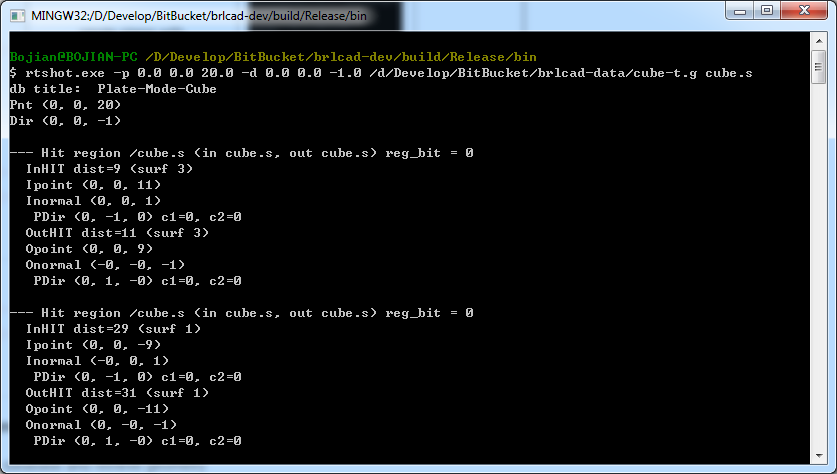 MINGW32:/D/Develop/BitBucket/brlcad-dev/build/Release/bin
Bojian@BOJIAN-PC /D/Develop/BitBucket/brlcad-dev/build/Release/bin
$ rtshot.exe -p 0.0 0.0 20.0 -d 0.0 0.0 -1.0 /d/Develop/BitBucket/brlcad-data/cube-t.g cube.s
db title:  Plate-Mode-Cube
Pnt (0, 0, 20)
Dir (0, 0, -1)
--- Hit region /cube.s (in cube.s, out cube.s) reg_bit = 0
InHIT dist=9 (surf 3)
Ipoint (0, 0, 11)
Inormal (0, 0, 1)
PDir (0, -1, 0) c1=0, c2=0
OutHIT dist=11 (surf 3)
Opoint (0, 0, 9)
Onormal (-0, -0, -1)
PDir (0, 1, -0) c1=0, c2=0
--- Hit region /cube.s (in cube.s, out cube.s) reg_bit = 0
InHIT dist=29 (surf 1)
Ipoint (0, 0, -9)
Inormal (-0, 0, 1)
PDir (0, -1, 0) c1=0, c2=0
OutHIT dist=31 (surf 1)
Opoint (0, 0, -11)
Onormal (0, -0, -1)
PDir (0, 1, -0) c1=0, c2=0